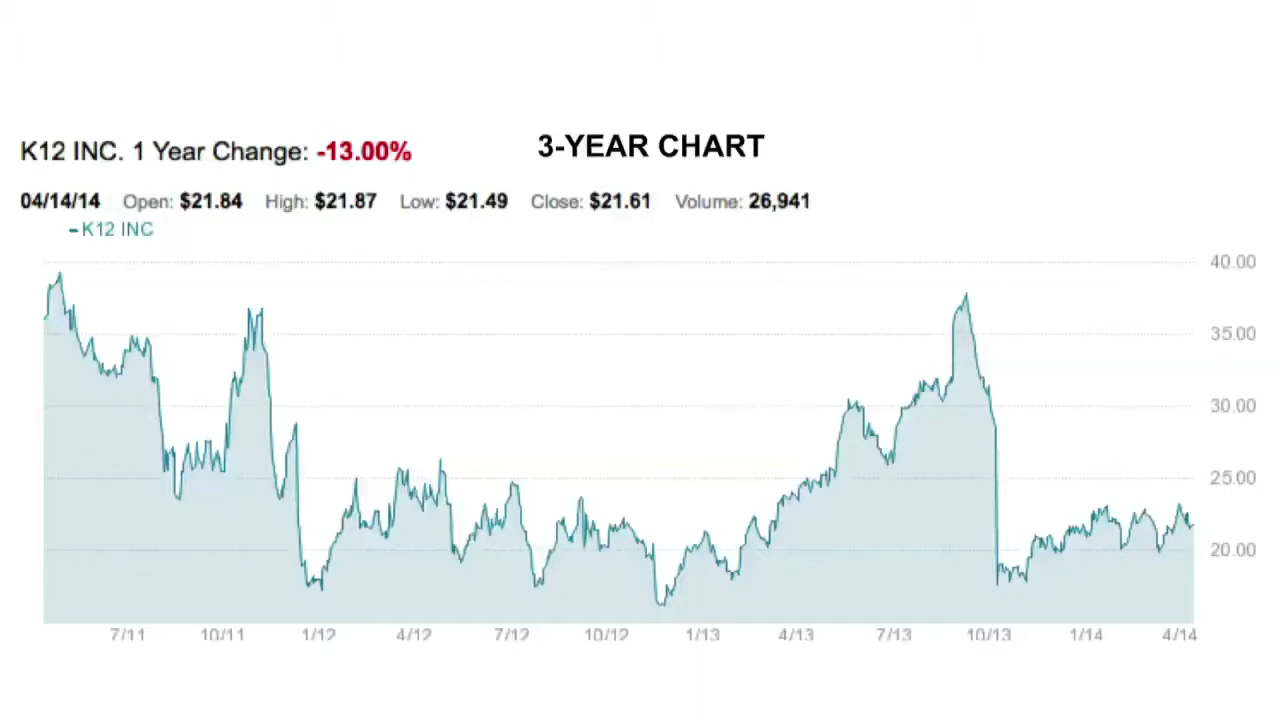 K12 INC. 1 Year Change: -13.00%
3-YEAR CHART
04/14/14 Open: $21.84 High: $21.87 Low: $21.49 Close: $21.61 Volume: 26,941
K12 INC
40.00
35.00
30.00
25.00
20.00
7/11 10/11 1/12 4/12 7/12 10/12 1/13 4/13 7/13 10/13 1/14 4/14